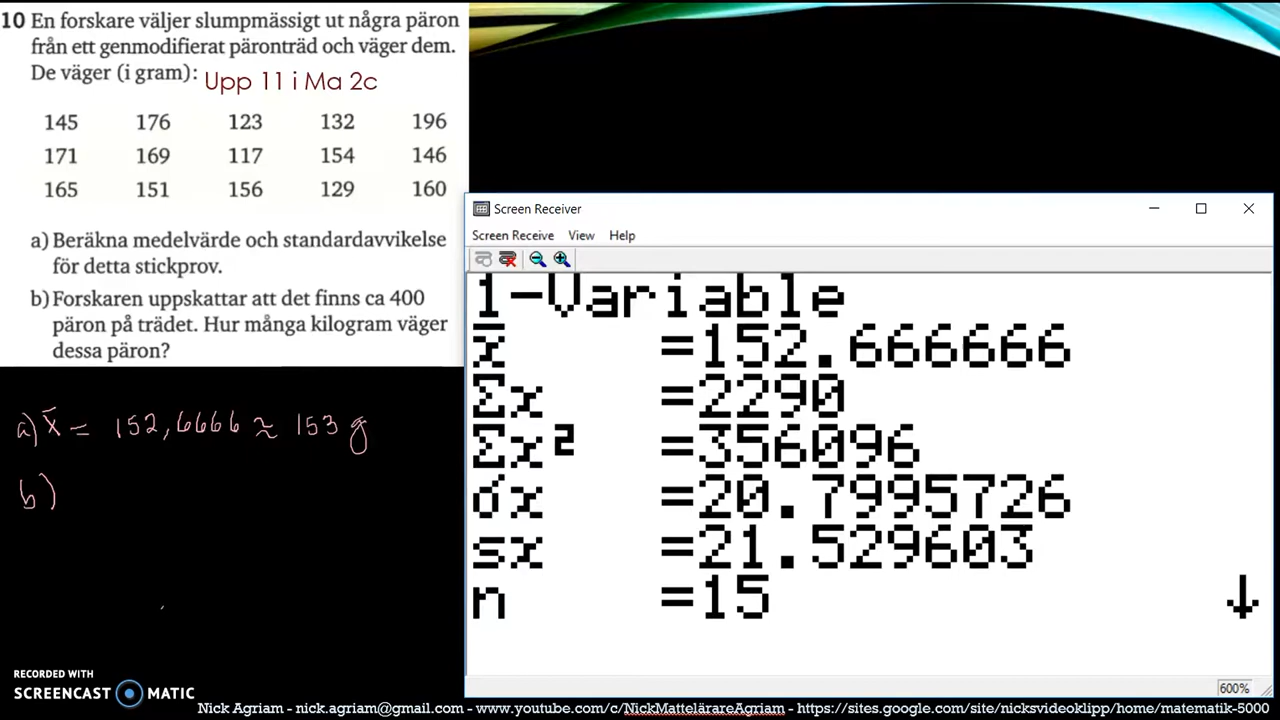 10 En forskare väljer slumpmässigt ut några päron
från ett genmodifierat päronträd och väger dem.
De väger (i gram): Upp 11 i Ma 2c
145 176 123 132 196
171 169 117 154 146
165 151 156 129 160
a) Beräkna medelvärde och standardavvikelse
för detta stickprov.
b) Forskaren uppskattar att det finns ca 400
päron på trädet. Hur många kilogram väger
dessa päron?
a) x̄ = 152,6666 ≈ 153 g
b)
Screen Receiver
Screen Receive View Help
1-Variable
x̄ =152.666666
Σx =2290
Σx² =356096
σx =20.7995726
sx =21.529603
n =15 ↓
600%
RECORDED WITH
SCREENCAST MATIC
Nick Agriam - nick.agriam@gmail.com - www.youtube.com/c/NickMattelärareAgriam - https://sites.google.com/site/nicksvideoklipp/home/matematik-5000